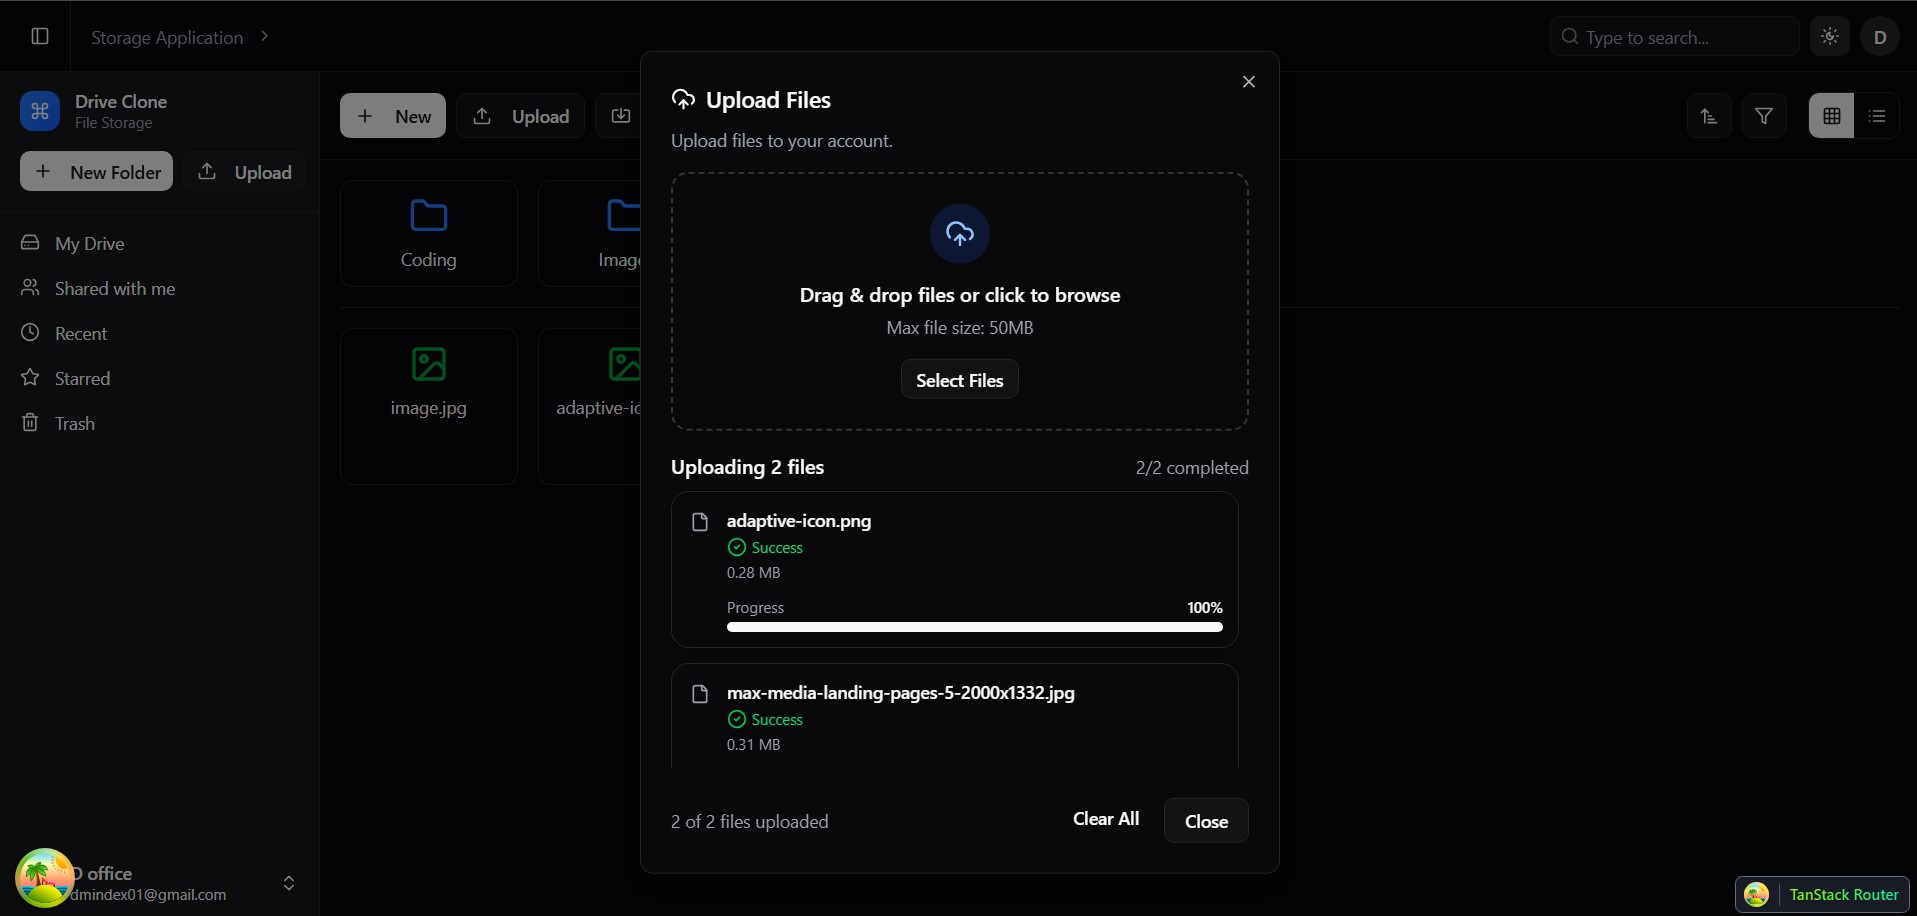 Storage Application
Type to search...
D
Drive Clone
File Storage
New Folder
Upload
My Drive
Shared with me
Recent
Starred
Trash
D office
dmindex01@gmail.com
New
Upload
Coding
Image
image.jpg
adaptive-ic
Upload Files
Upload files to your account.
Drag & drop files or click to browse
Max file size: 50MB
Select Files
Uploading 2 files
2/2 completed
adaptive-icon.png
Success
0.28 MB
Progress
100%
max-media-landing-pages-5-2000x1332.jpg
Success
0.31 MB
2 of 2 files uploaded
Clear All
Close
TanStack Router